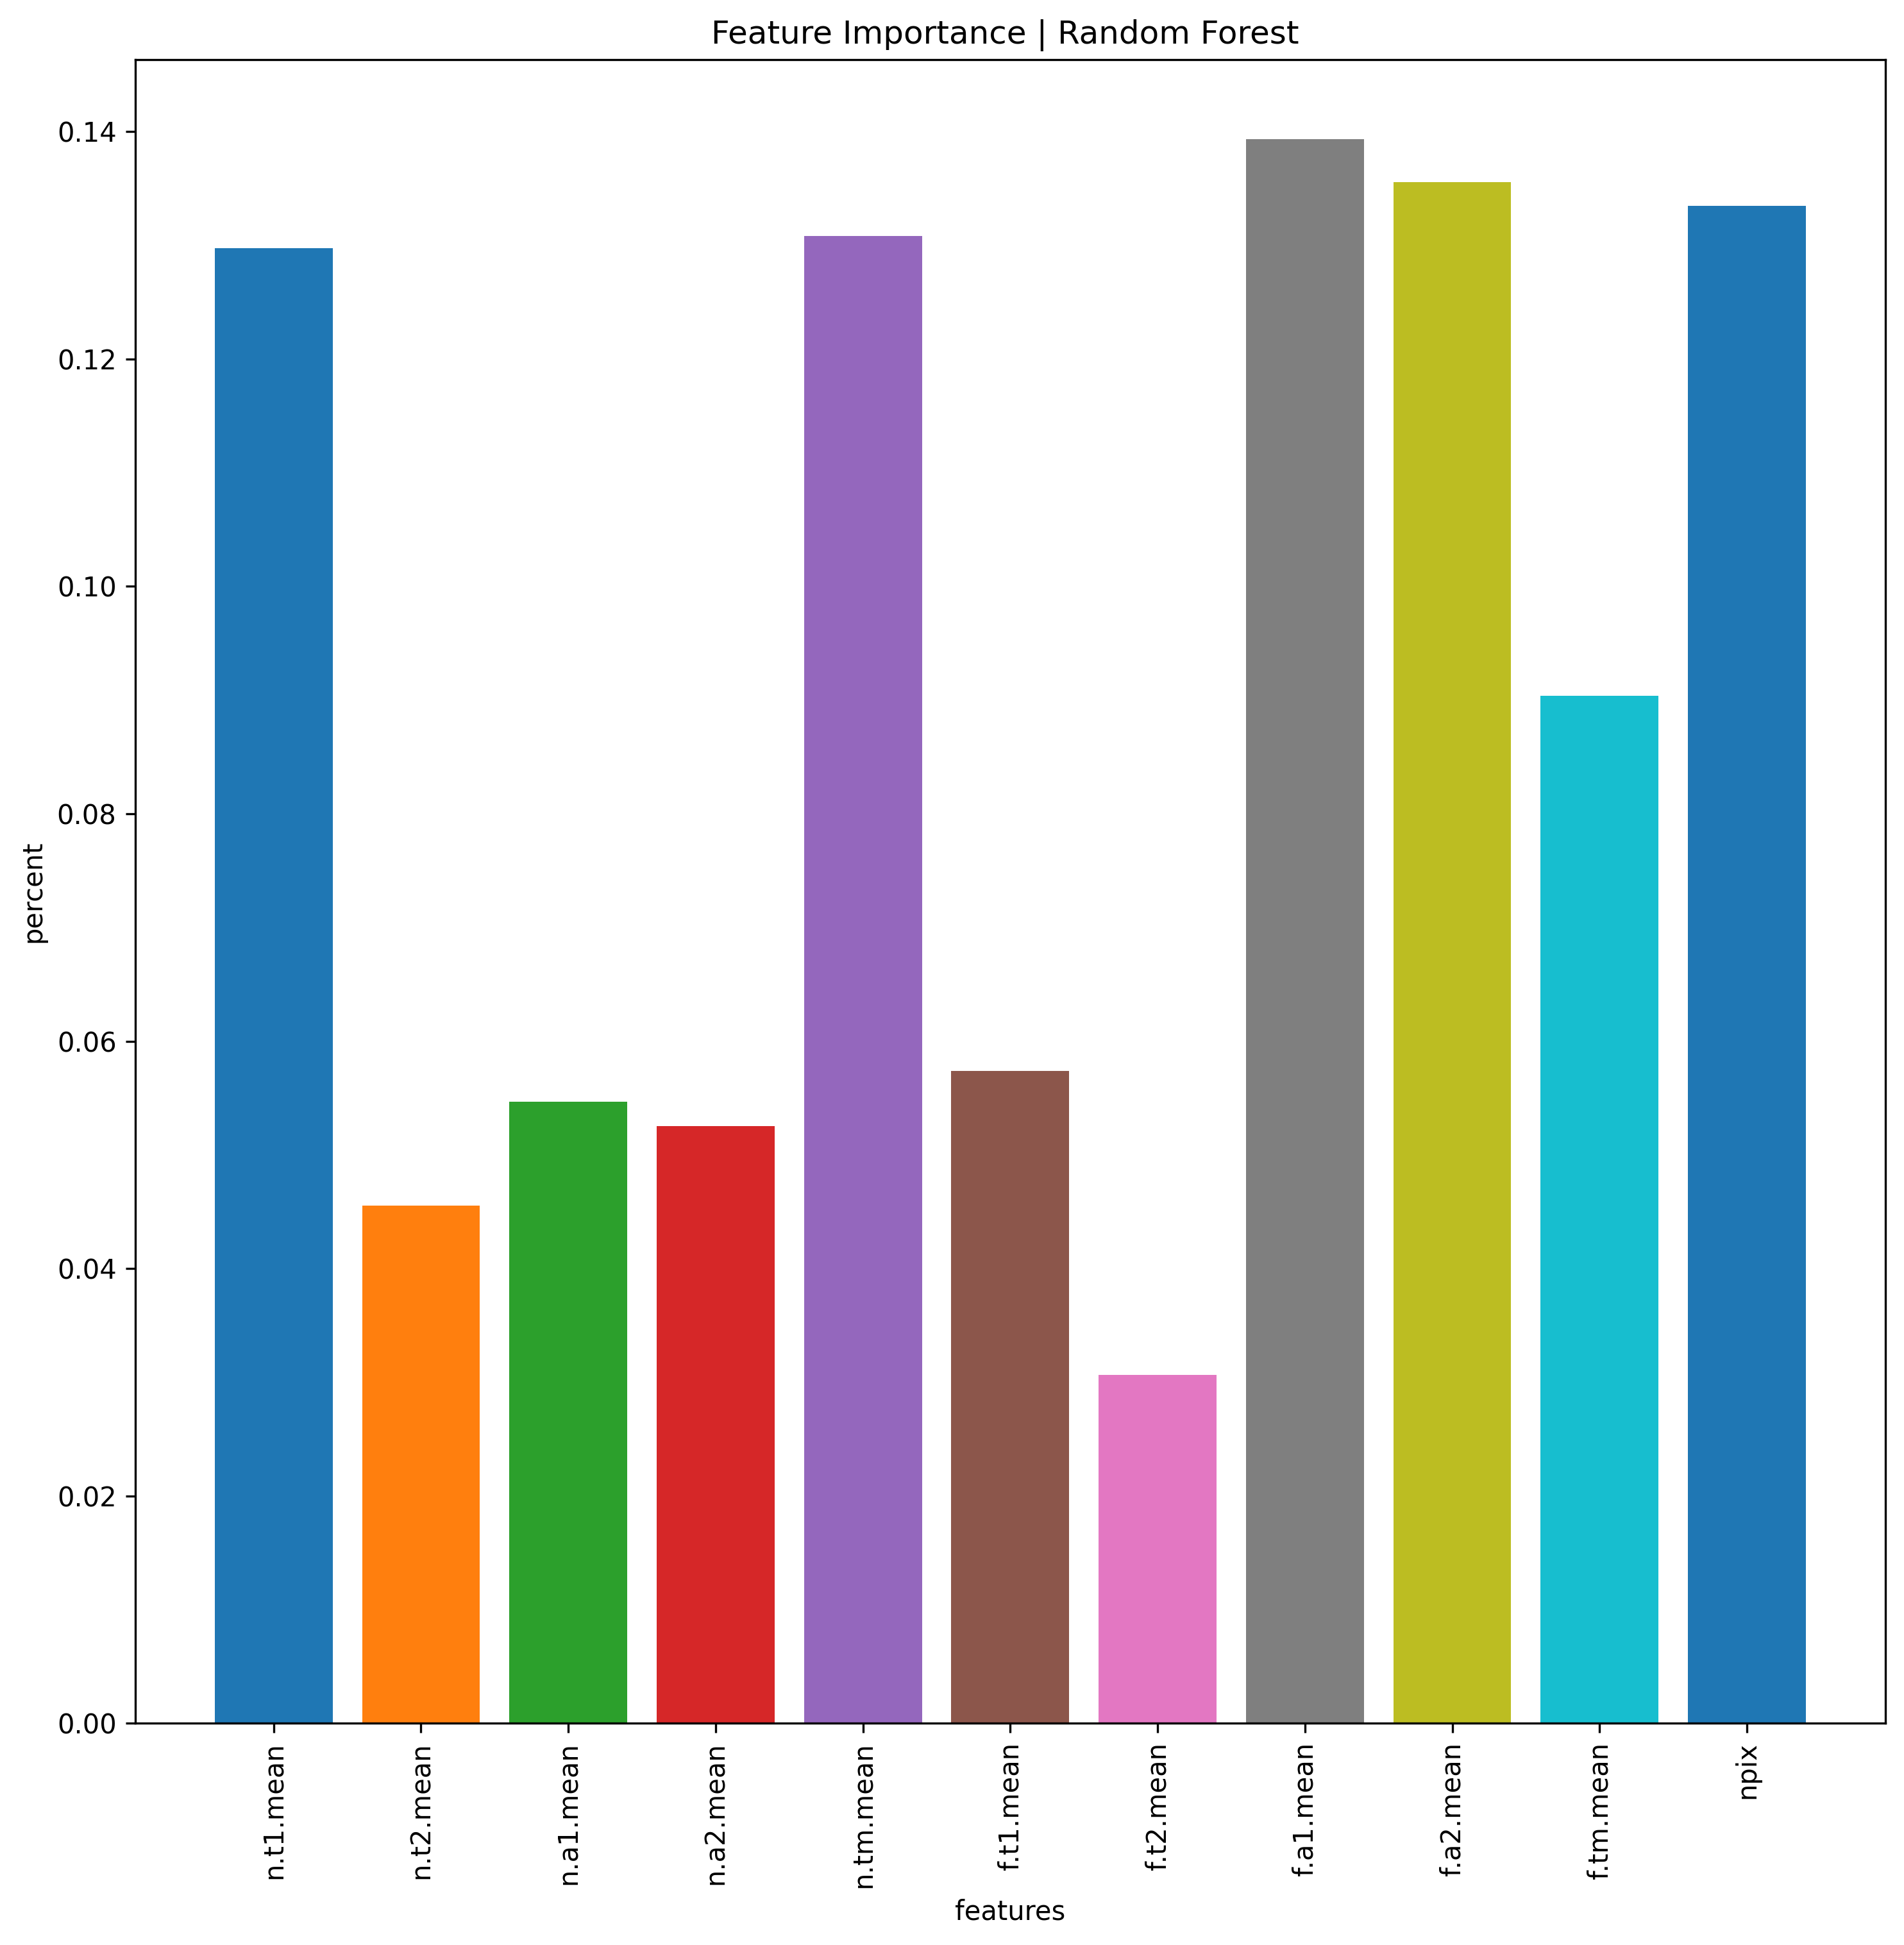 Feature Importance | Random Forest
percent
0.14
0.12
0.10
0.08
0.06
0.04
0.02
0.00
n.t1.mean
n.t2.mean
n.a1.mean
n.a2.mean
n.tm.mean
f.t1.mean
f.t2.mean
f.a1.mean
f.a2.mean
f.tm.mean
npix
features